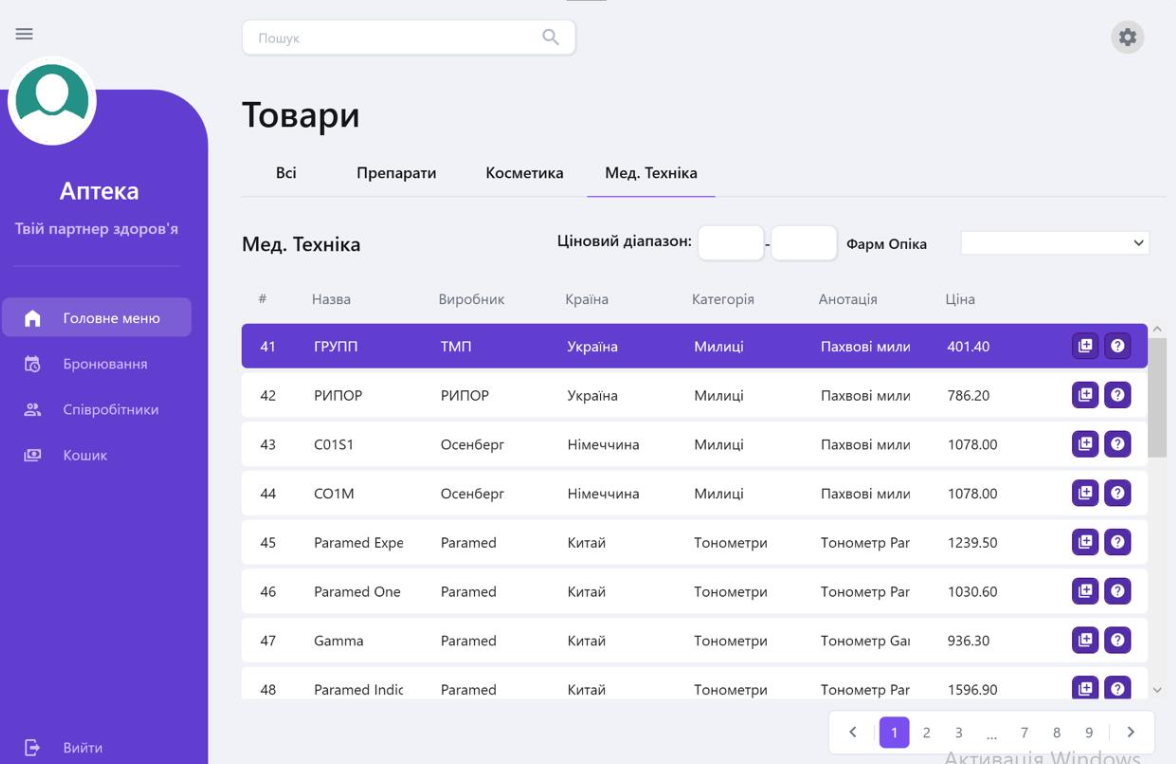 Пошук
Аптека
Твій партнер здоров'я
Головне меню
Бронювання
Співробітники
Кошик
Вийти
Товари
Всі Препарати Косметика Мед. Техніка
Мед. Техніка Ціновий діапазон: - Фарм Опіка
# Назва Виробник Країна Категорія Анотація Ціна
41 ГРУПП ТМП Україна Милиці Пахвові мили 401.40
42 РИПОР РИПОР Україна Милиці Пахвові мили 786.20
43 C01S1 Осенберг Німеччина Милиці Пахвові мили 1078.00
44 CO1M Осенберг Німеччина Милиці Пахвові мили 1078.00
45 Paramed Expe Paramed Китай Тонометри Тонометр Par 1239.50
46 Paramed One Paramed Китай Тонометри Тонометр Par 1030.60
47 Gamma Paramed Китай Тонометри Тонометр Gai 936.30
48 Paramed Indic Paramed Китай Тонометри Тонометр Par 1596.90
1 2 3 ... 7 8 9
Активація Windows